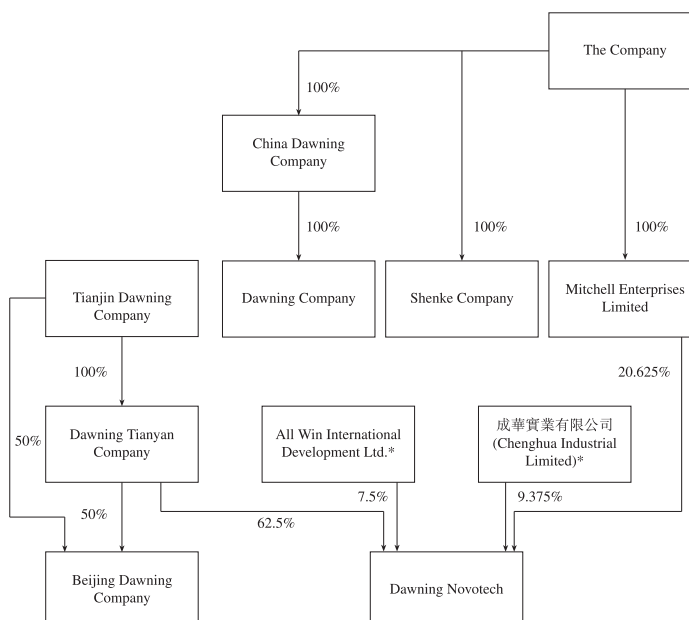 The Company
100%
China Dawning
Company
100%
100%
100%
Dawning Company
Shenke Company
Mitchell Enterprises
Limited
Tianjin Dawning
Company
100%
20.625%
50%
Dawning Tianyan
Company
All Win International
Development Ltd.*
成華實業有限公司
(Chenghua Industrial
Limited)*
50%
62.5%
7.5%
9.375%
Beijing Dawning
Company
Dawning Novotech